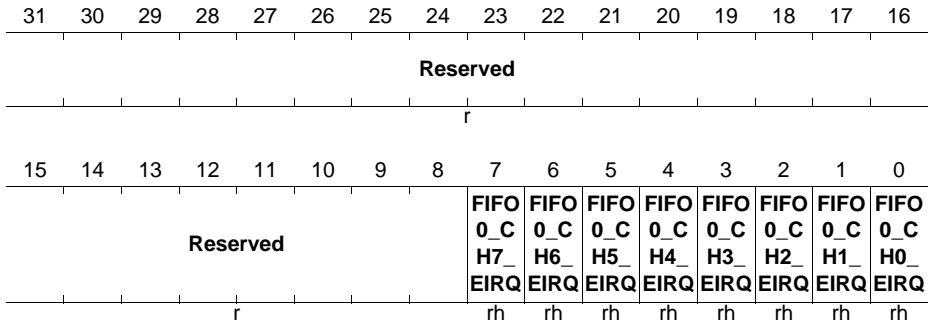 31 30 29 28 27 26 25 24 23 22 21 20 19 18 17 16
Reserved
r
15 14 13 12 11 10 9 8 7 6 5 4 3 2 1 0
FIFO FIFO FIFO FIFO FIFO FIFO FIFO FIFO
0_C 0_C 0_C 0_C 0_C 0_C 0_C 0_C
Reserved
H7_ H6_ H5_ H4_ H3_ H2_ H1_ H0_
EIRQ EIRQ EIRQ EIRQ EIRQ EIRQ EIRQ EIRQ
r rh rh rh rh rh rh rh rh